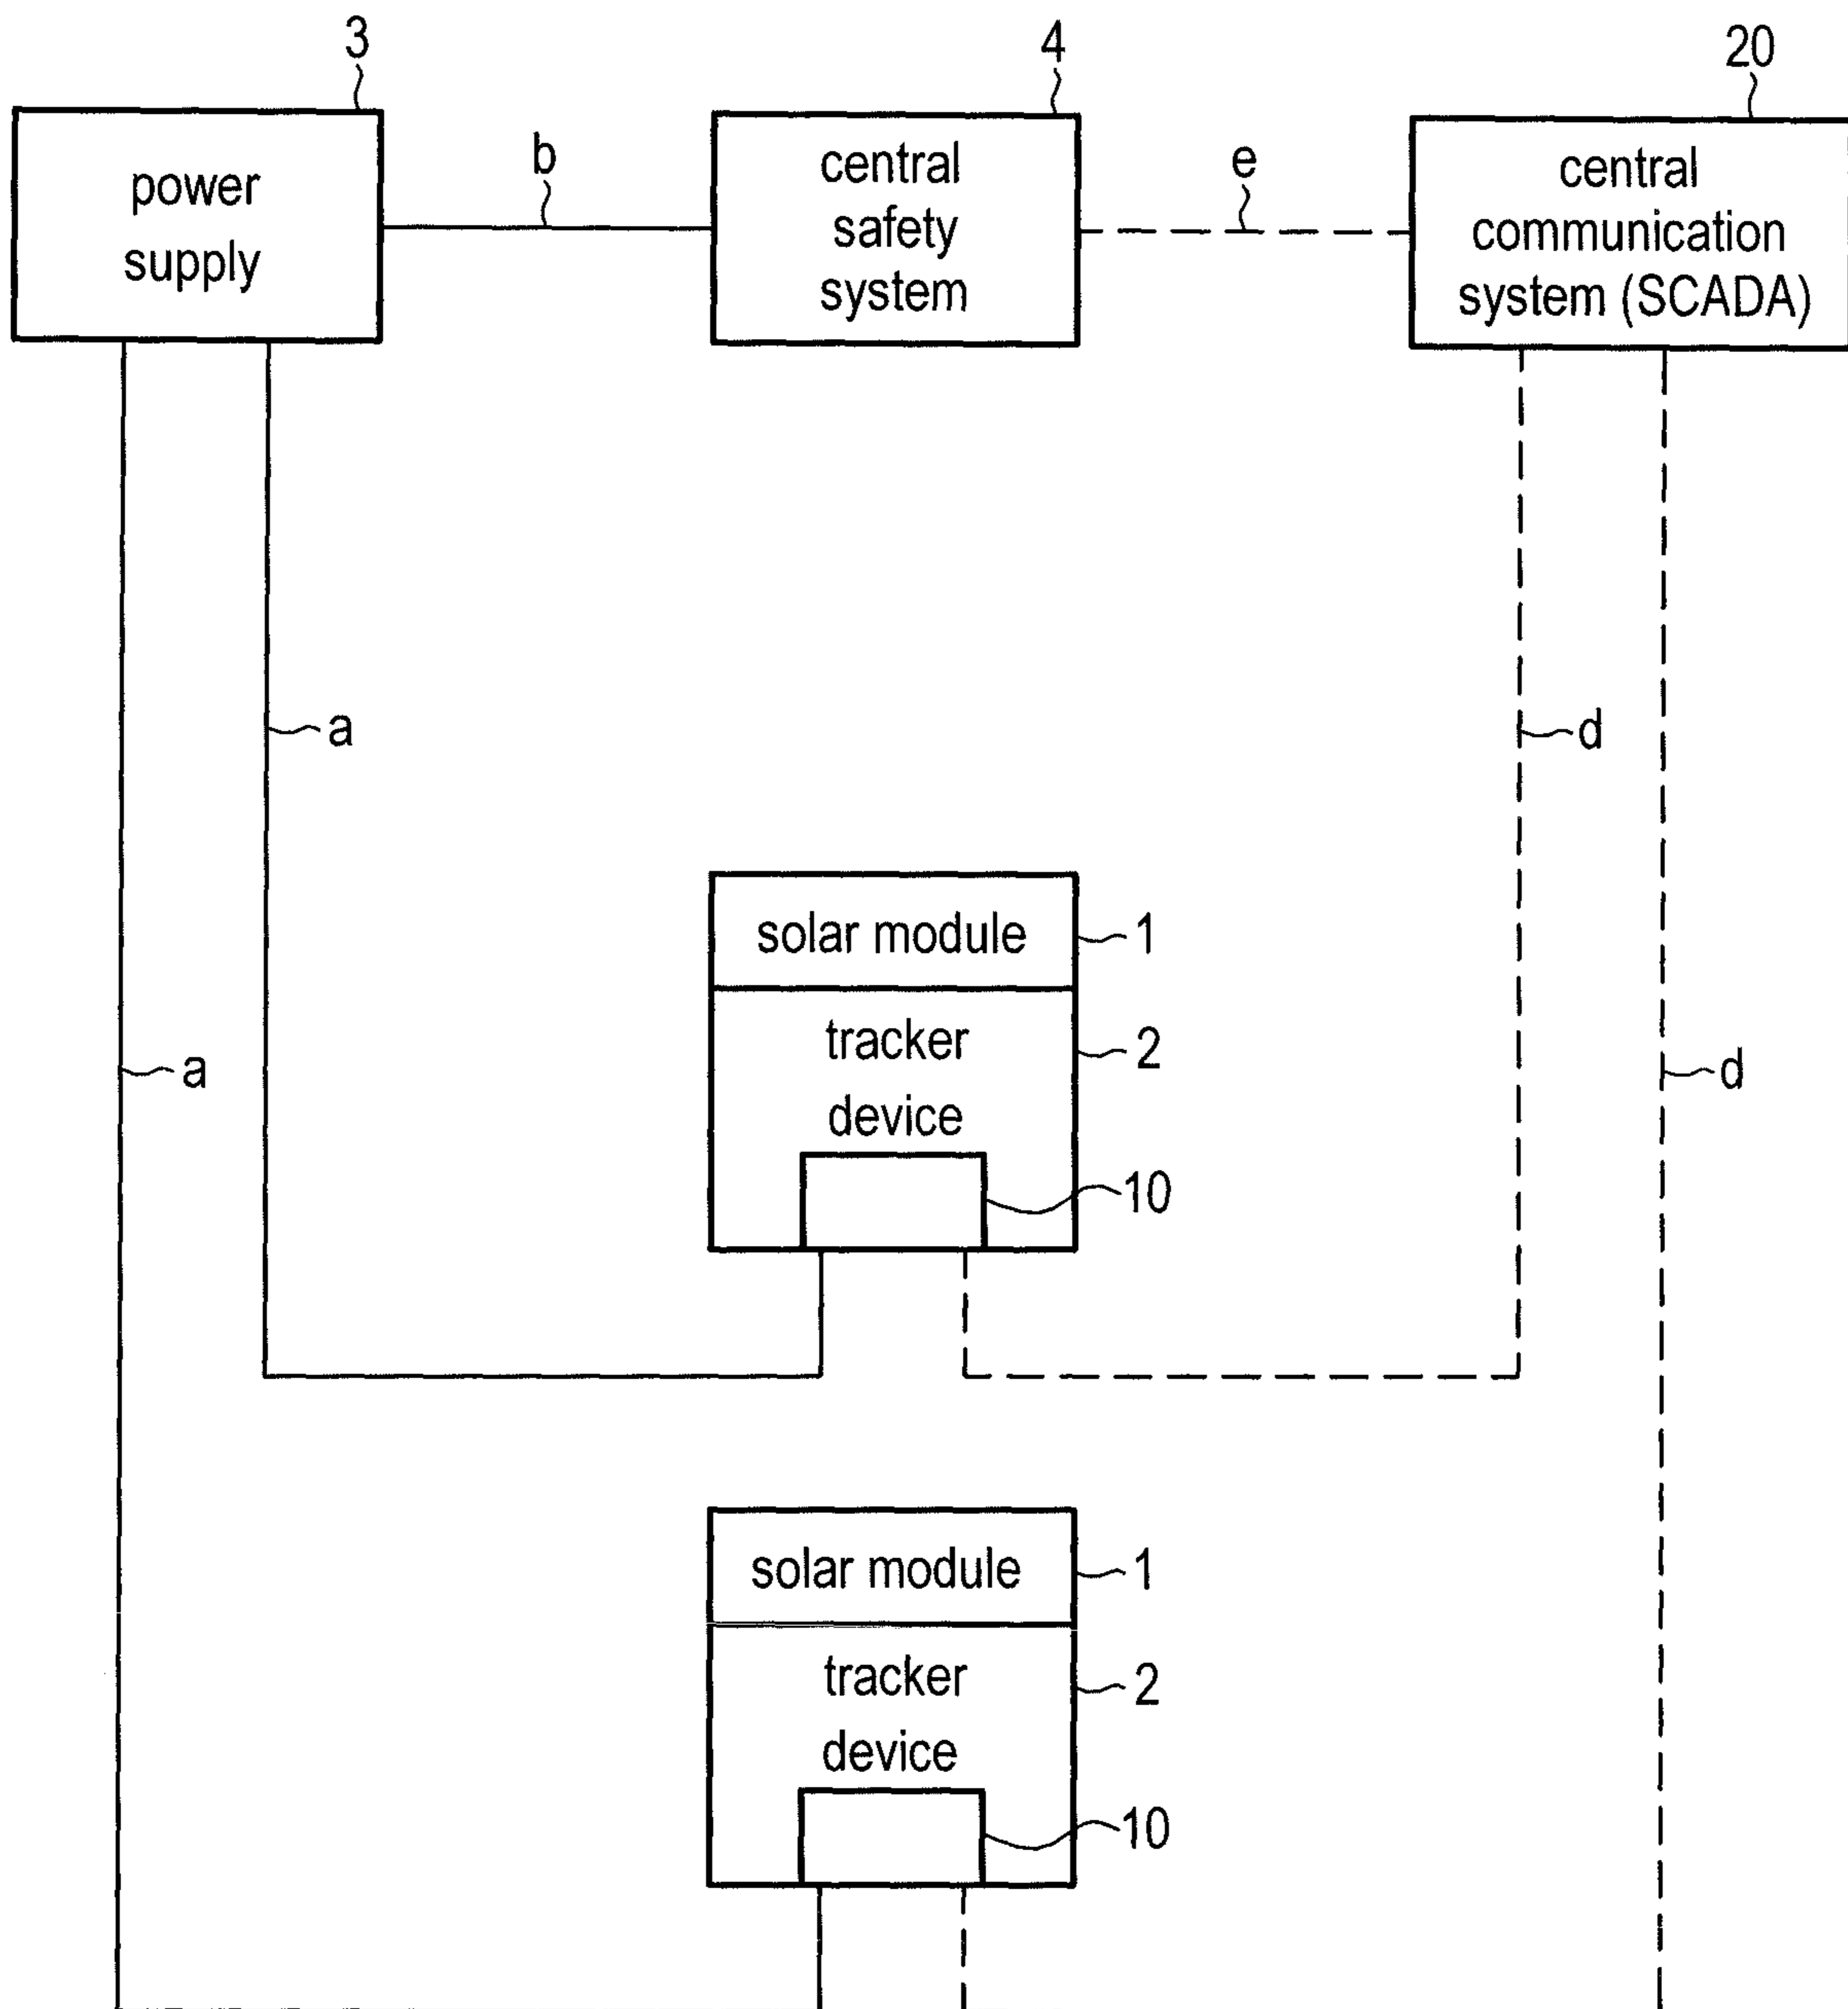 3
4
20
power
supply
b
central
safety
system
e
central
communication
system (SCADA)
a
d
solar module
1
tracker
device
2
a
d
10
solar module
1
tracker
device
2
10